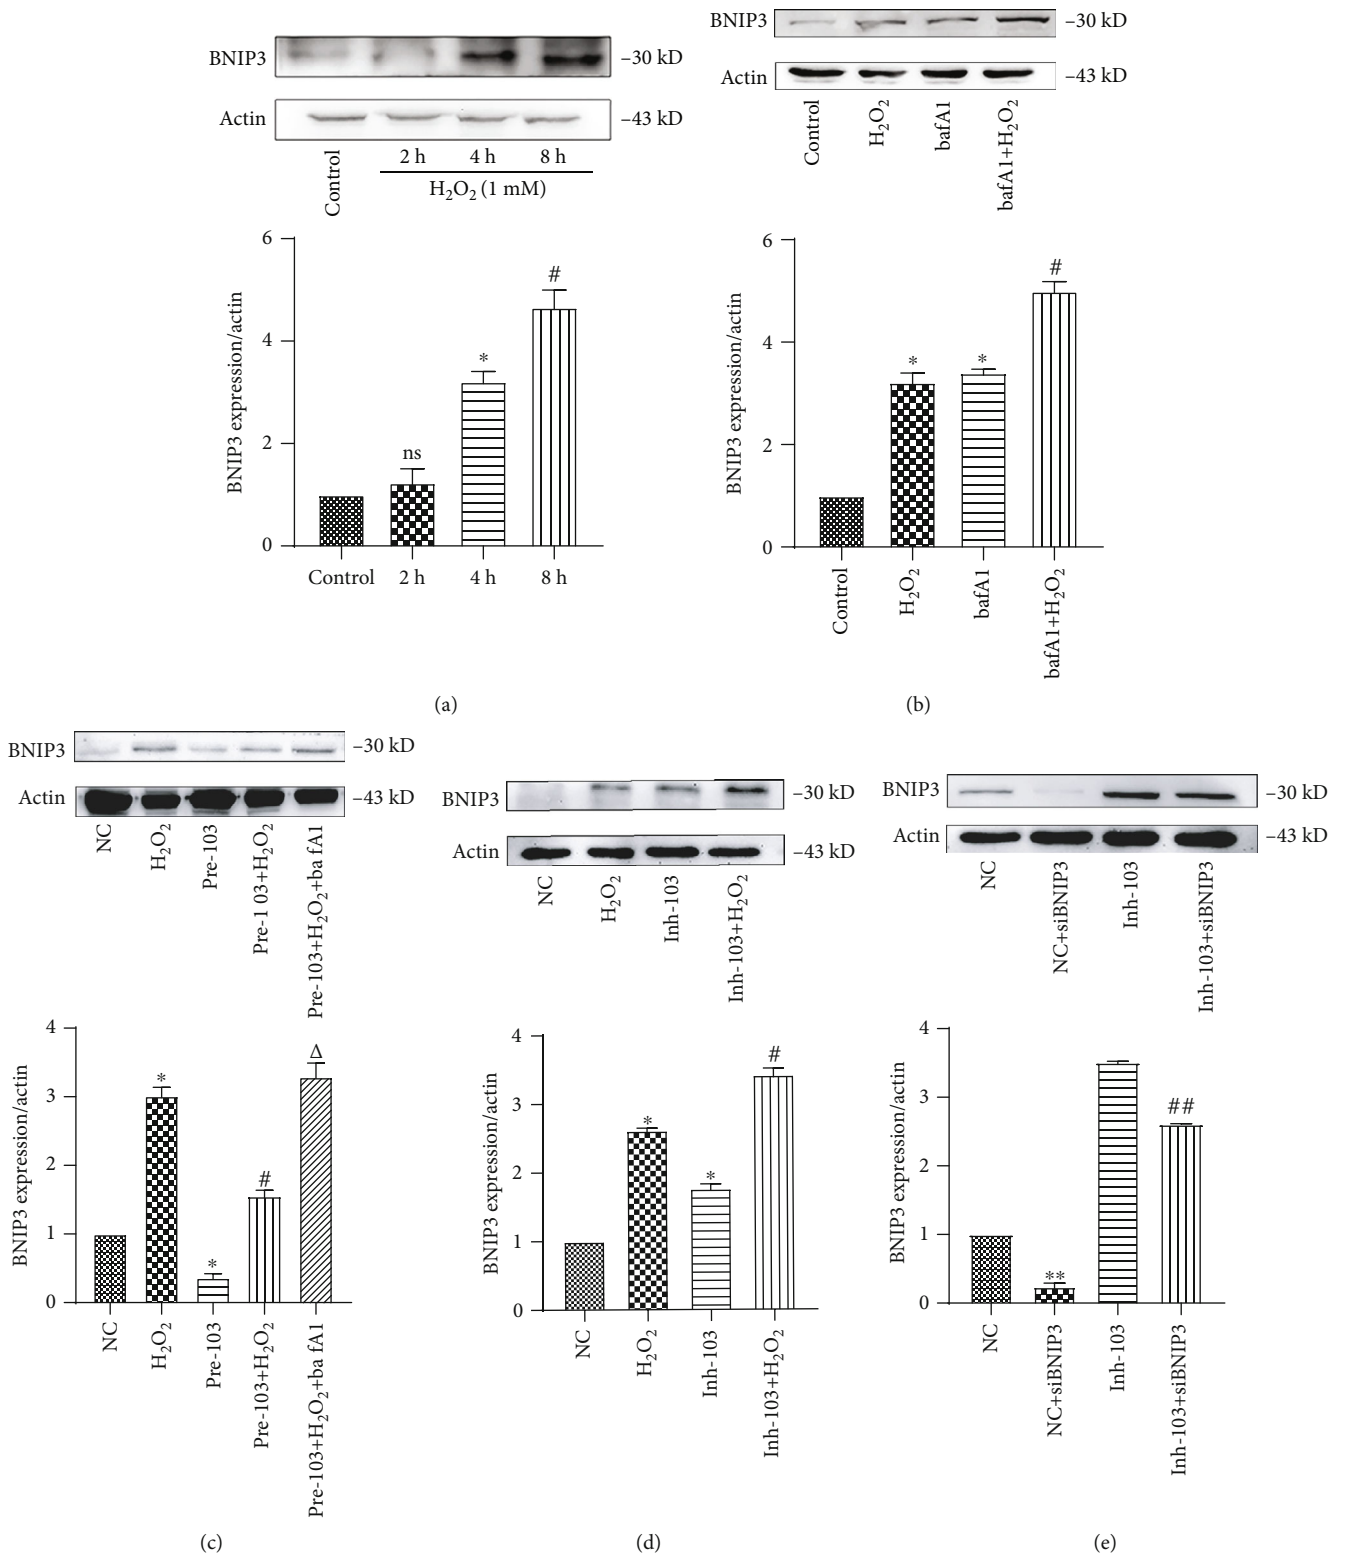 BNIP3
–30 kD
Actin
–43 kD
Control
2 h
4 h
8 h
H₂O₂ (1 mM)
BNIP3 expression/actin
6
4
2
0
ns
*
#
Control
2 h
4 h
8 h
(a)
BNIP3
–30 kD
Actin
–43 kD
Control
H₂O₂
bafA1
bafA1+H₂O₂
BNIP3 expression/actin
6
4
2
0
*
*
#
Control
H₂O₂
bafA1
bafA1+H₂O₂
(b)
BNIP3
–30 kD
Actin
–43 kD
NC
H₂O₂
Pre-103
Pre-1 03+H₂O₂
Pre-103+H₂O₂+ba fA1
BNIP3 expression/actin
4
3
2
1
0
*
*
#
Δ
NC
H₂O₂
Pre-103
Pre-103+H₂O₂
Pre-103+H₂O₂+ba fA1
(c)
BNIP3
–30 kD
Actin
–43 kD
NC
H₂O₂
Inh-103
Inh-103+H₂O₂
BNIP3 expression/actin
4
3
2
1
0
*
*
#
NC
H₂O₂
Inh-103
Inh-103+H₂O₂
(d)
BNIP3
–30 kD
Actin
–43 kD
NC
NC+siBNIP3
Inh-103
Inh-103+siBNIP3
BNIP3 expression/actin
4
3
2
1
0
**
##
NC
NC+siBNIP3
Inh-103
Inh-103+siBNIP3
(e)